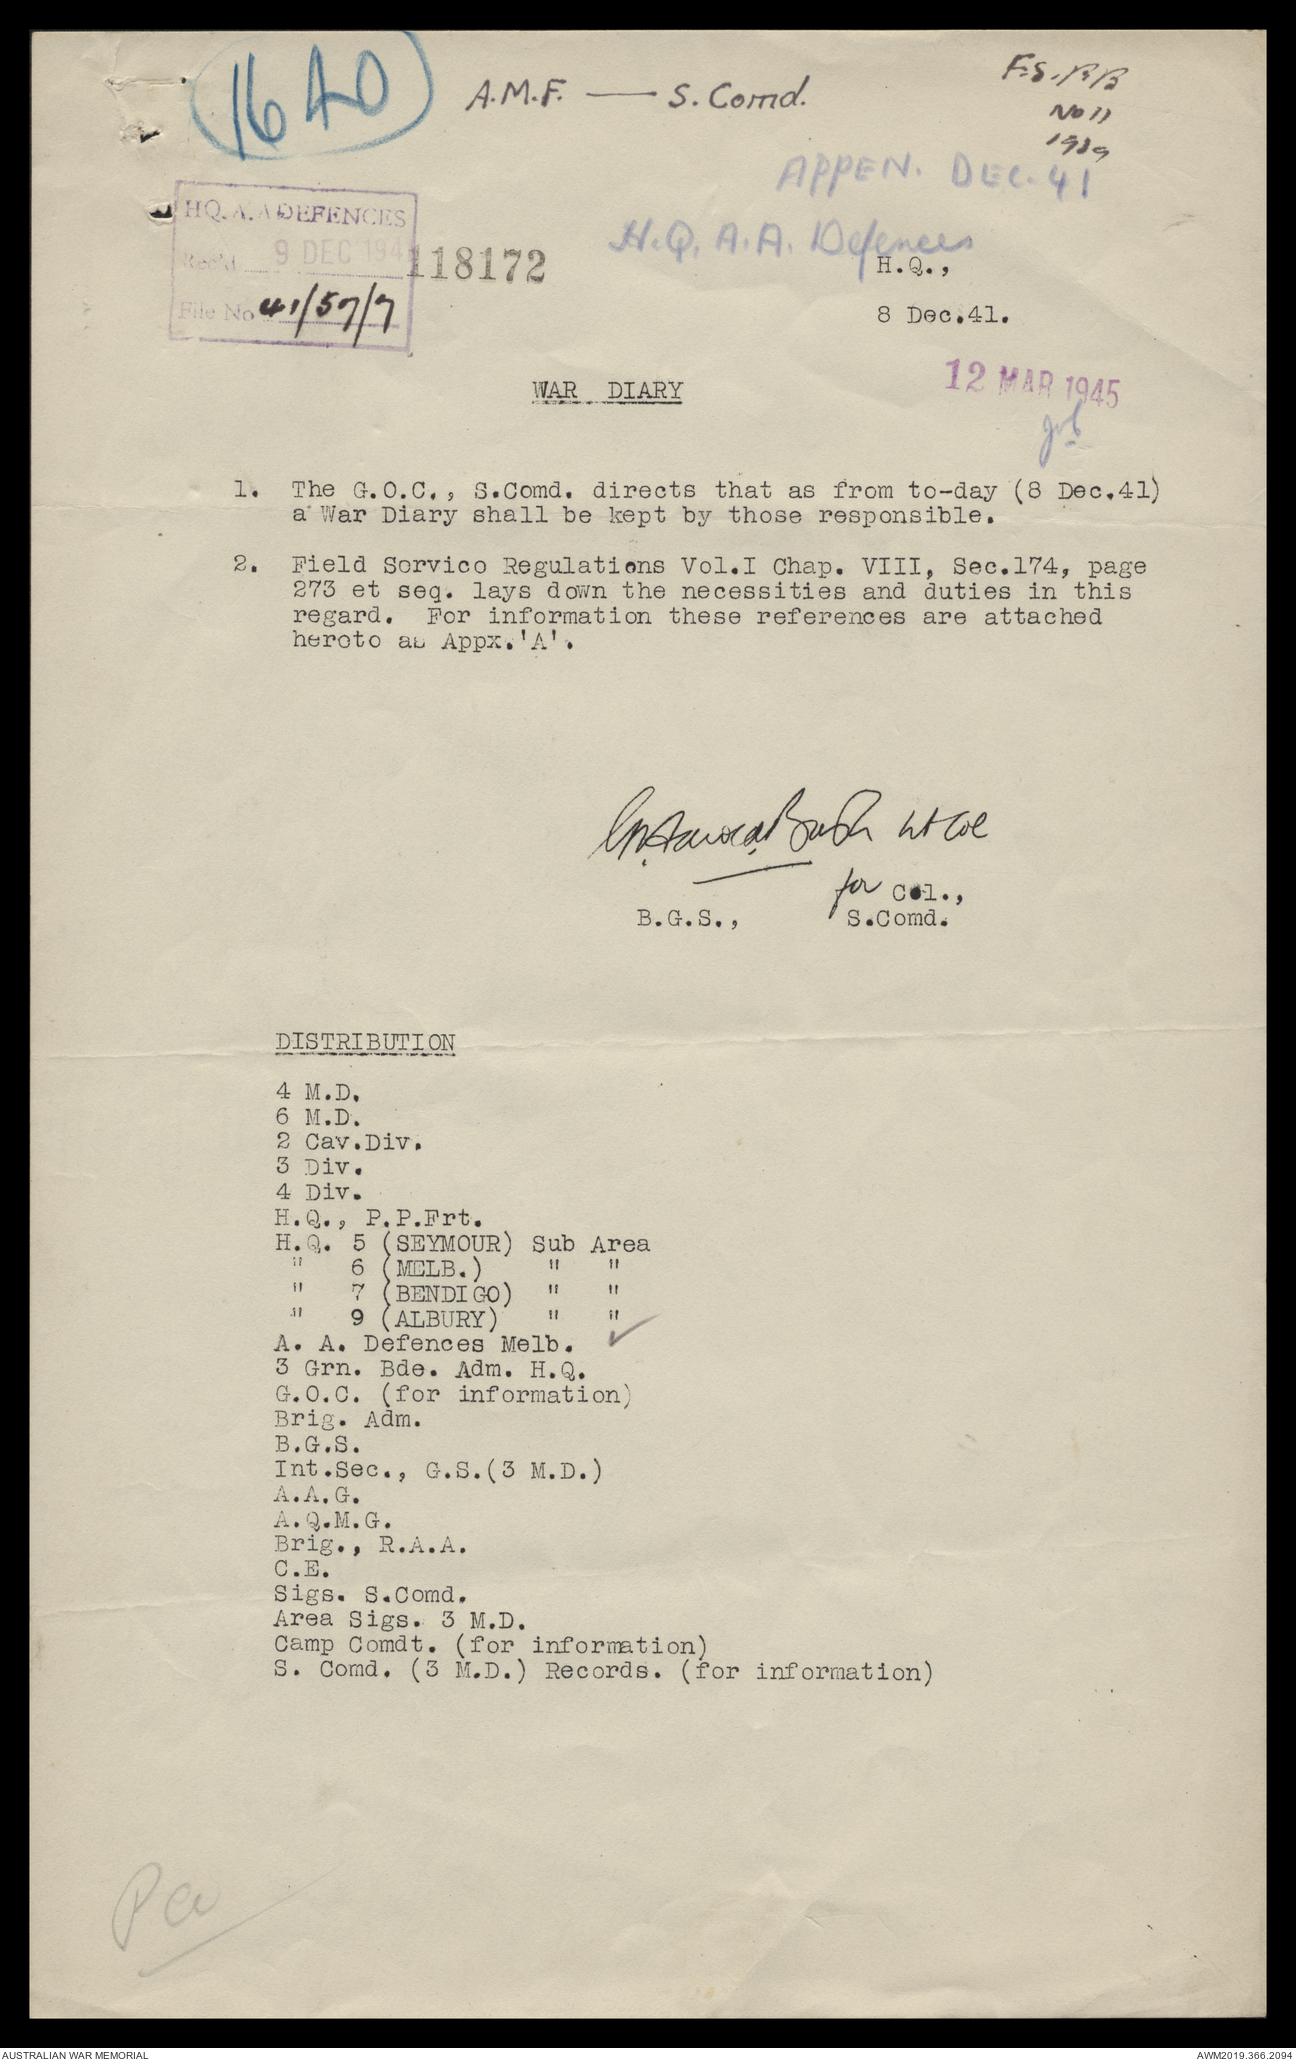 16 AD
A.M.F. — S. Comd.
No 11
1939
APPEN. DEC. 41
H.Q. A.A. Defences
HQ. A. A DEFENCES
Rec'd 9 DEC 194
File No 41/57/7
118172
H.Q.,
8 Dec.41.
12 MAR 1945
WAR DIARY
1. The G.O.C., S.Comd. directs that as from to-day (8 Dec.41)
a War Diary shall be kept by those responsible.
2. Field Service Regulations Vol.I Chap. VIII, Sec.174, page
273 et seq. lays down the necessities and duties in this
regard. For information these references are attached
hereto as Appx.'A'.
Lt Col
for Col.,
B.G.S., S.Comd.
DISTRIBUTION
4 M.D.
6 M.D.
2 Cav.Div.
3 Div.
4 Div.
H.Q., P.P.Frt.
H.Q. 5 (SEYMOUR) Sub Area
" 6 (MELB.) " "
" 7 (BENDIGO) " "
" 9 (ALBURY) " "
A. A. Defences Melb. ✓
3 Grn. Bde. Adm. H.Q.
G.O.C. (for information)
Brig. Adm.
B.G.S.
Int.Sec., G.S.(3 M.D.)
A.A.G.
A.Q.M.G.
Brig., R.A.A.
C.E.
Sigs. S.Comd.
Area Sigs. 3 M.D.
Camp Comdt. (for information)
S. Comd. (3 M.D.) Records. (for information)
AUSTRALIAN WAR MEMORIAL
AWM2019.366.2094